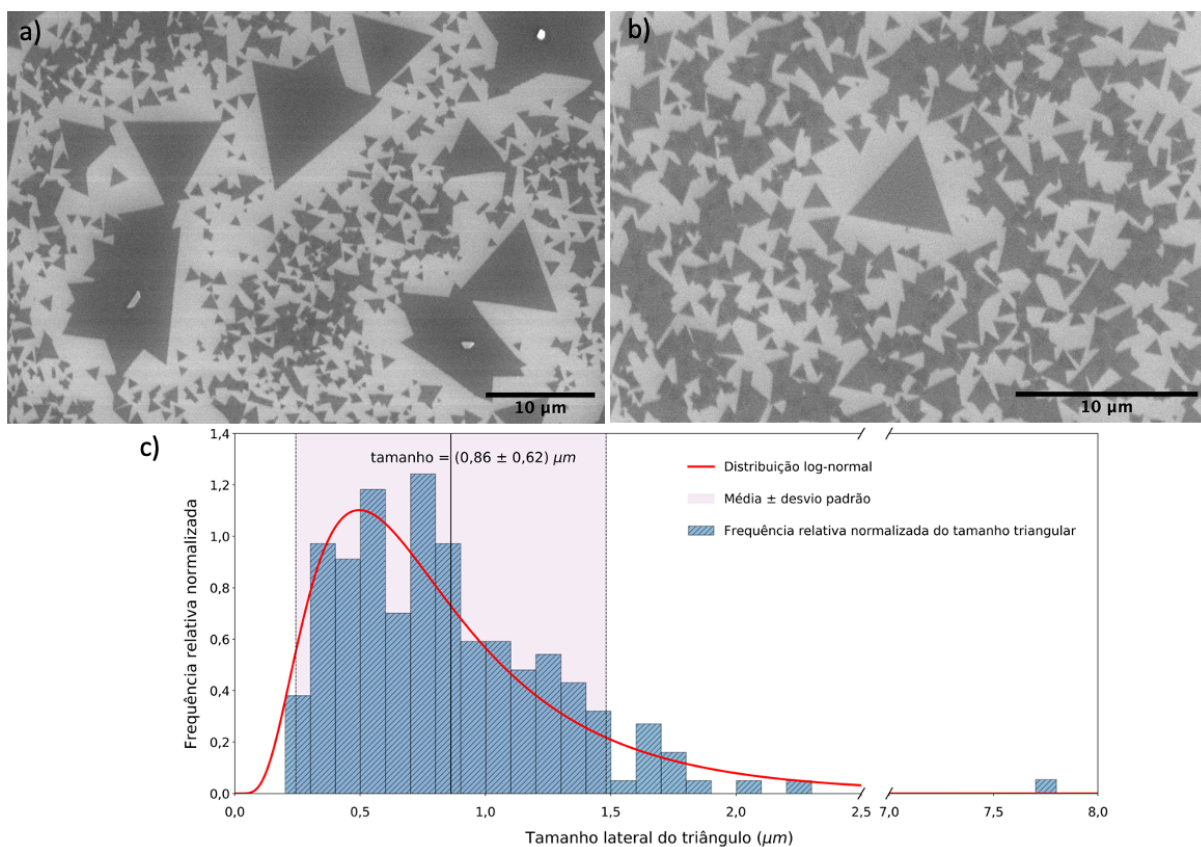 a)
10 µm
b)
10 µm
c)
tamanho = (0,86 ± 0,62) µm
Distribuição log-normal
Média ± desvio padrão
Frequência relativa normalizada do tamanho triangular
Frequência relativa normalizada
1,4
1,2
1,0
0,8
0,6
0,4
0,2
0,0
0,0 0,5 1,0 1,5 2,0 2,5 7,0 7,5 8,0
Tamanho lateral do triângulo (µm)